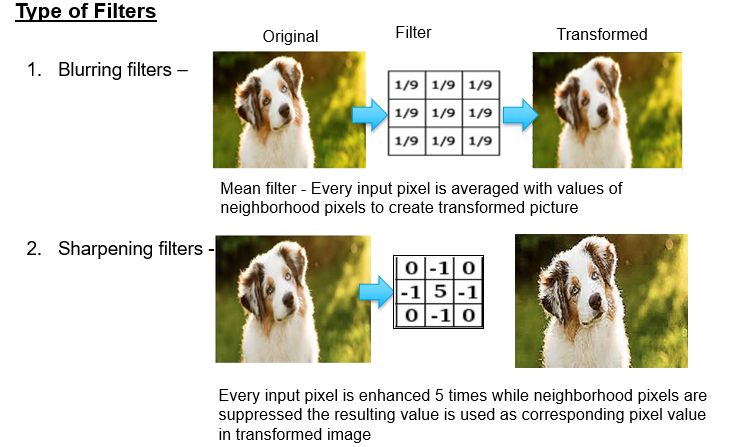 Type of Filters
Original Filter Transformed
1. Blurring filters –
1/9 1/9 1/9
1/9 1/9 1/9
1/9 1/9 1/9
Mean filter - Every input pixel is averaged with values of
neighborhood pixels to create transformed picture
2. Sharpening filters -
0 -1 0
-1 5 -1
0 -1 0
Every input pixel is enhanced 5 times while neighborhood pixels are
suppressed the resulting value is used as corresponding pixel value
in transformed image